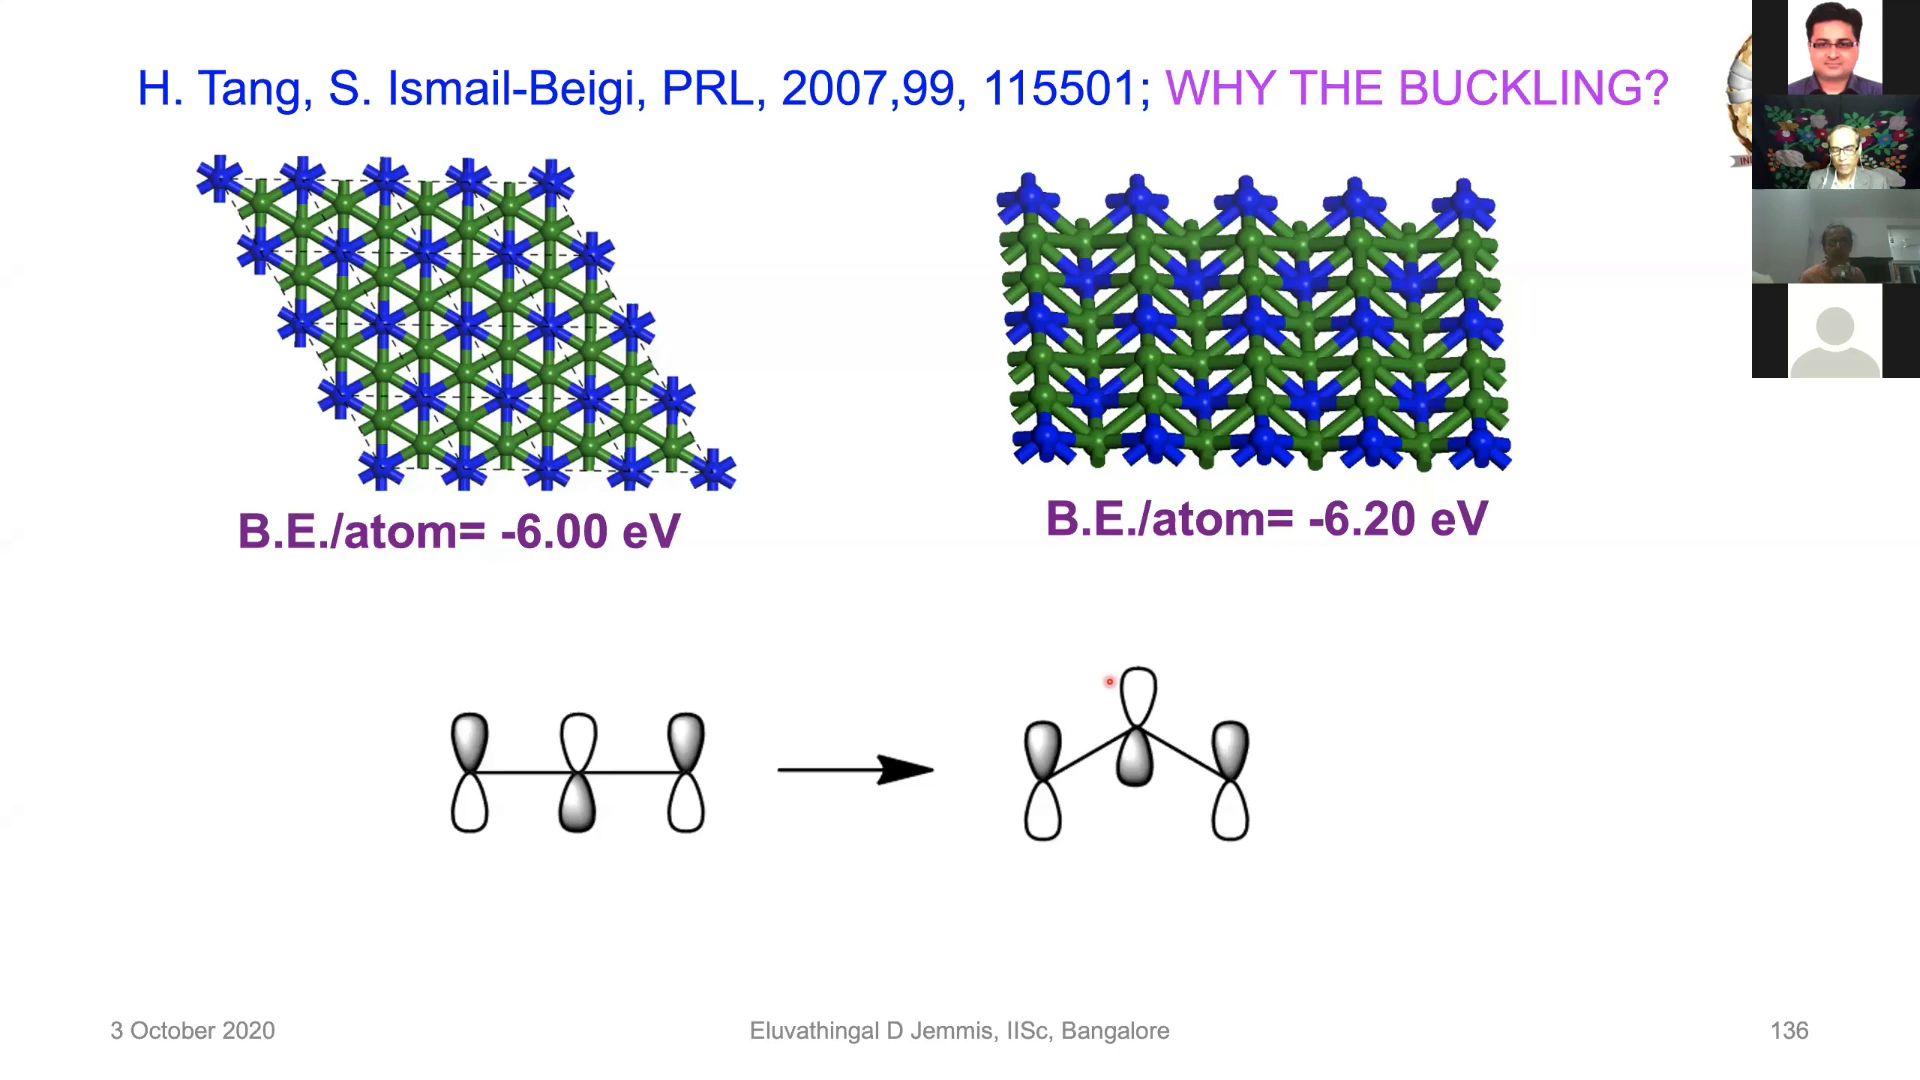 H. Tang, S. Ismail-Beigi, PRL, 2007,99, 115501; WHY THE BUCKLING?
IN
B.E./atom= -6.00 eV
B.E./atom= -6.20 eV
3 October 2020
Eluvathingal D Jemmis, IISc, Bangalore
136